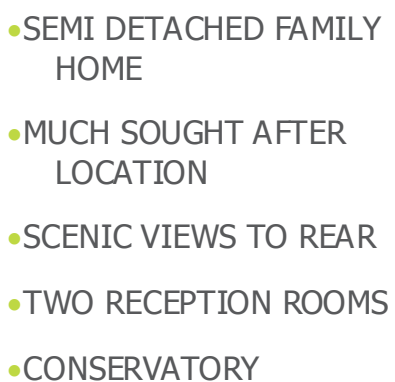 •SEMI DETACHED FAMILY
HOME
•MUCH SOUGHT AFTER
LOCATION
•SCENIC VIEWS TO REAR
•TWO RECEPTION ROOMS
•CONSERVATORY